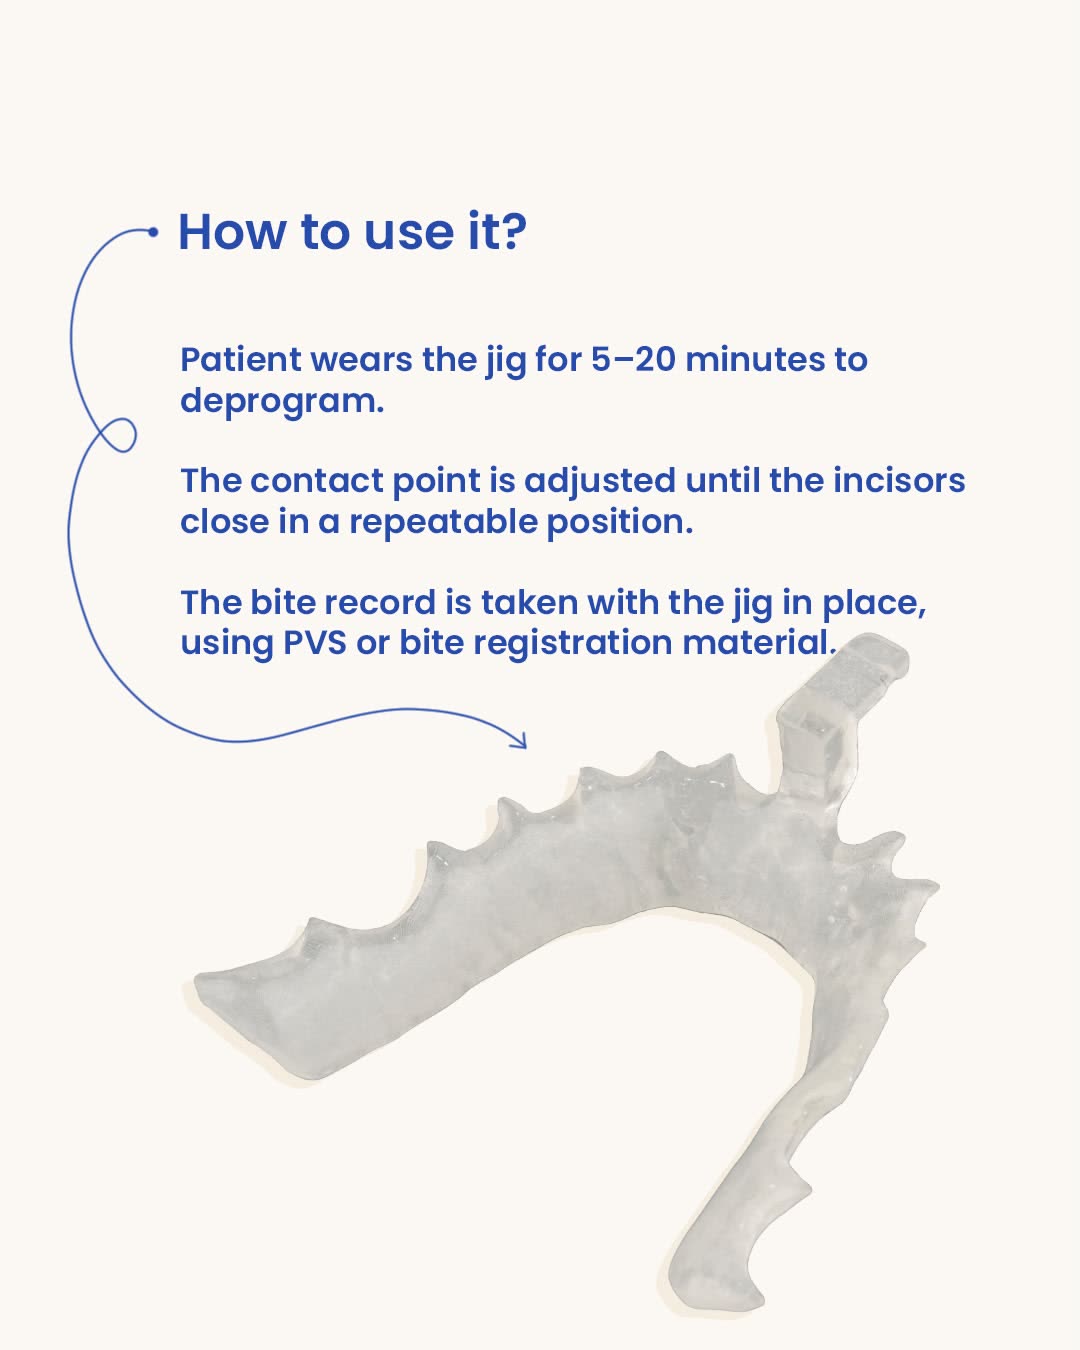 How to use it?
Patient wears the jig for 5–20 minutes to
deprogram.
The contact point is adjusted until the incisors
close in a repeatable position.
The bite record is taken with the jig in place,
using PVS or bite registration material.